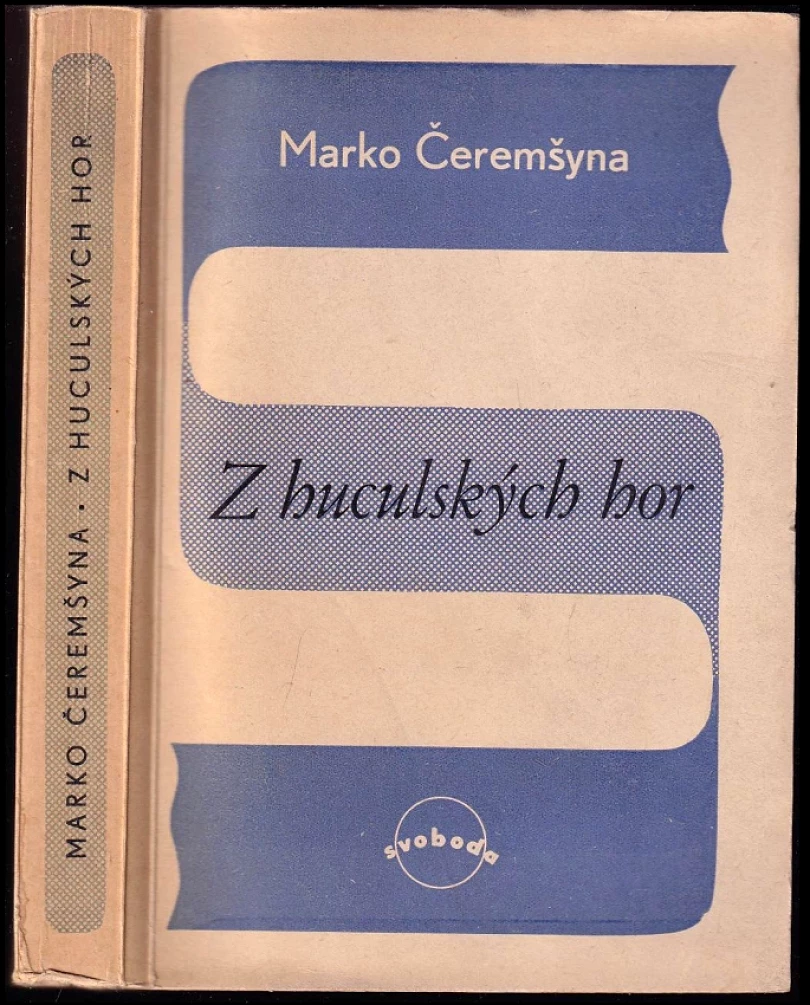 MARKO ČEREMŠYNA · Z HUCULSKÝCH HOR
Marko Čeremšyna
Z huculských hor
svoboda